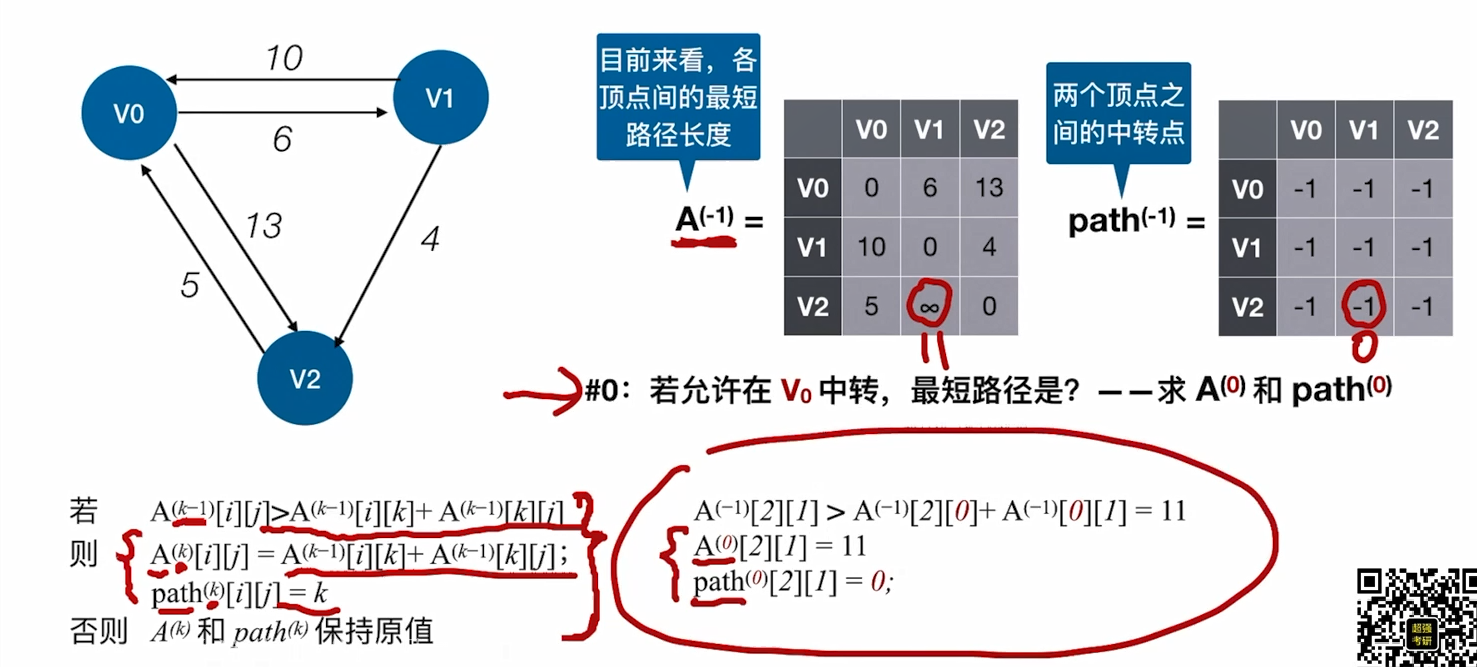 V0
V1
V2
10
6
13
4
5
目前来看，各
顶点间的最短
路径长度
A(-1) =
V0 V1 V2
V0 0 6 13
V1 10 0 4
V2 5 ∞ 0
11
两个顶点之
间的中转点
path(-1) =
V0 V1 V2
V0 -1 -1 -1
V1 -1 -1 -1
V2 -1 -1 -1
0
#0：若允许在 V0 中转，最短路径是？——求 A(0) 和 path(0)
若 A(k–1)[i][j]>A(k–1)[i][k]+ A(k–1)[k][j]
则 A(k)[i][j] = A(k–1)[i][k]+ A(k–1)[k][j]；
path(k)[i][j] = k
否则 A(k) 和 path(k) 保持原值
A(–1)[2][1] > A(–1)[2][0]+ A(–1)[0][1] = 11
A(0)[2][1] = 11
path(0)[2][1] = 0;
超强
考研